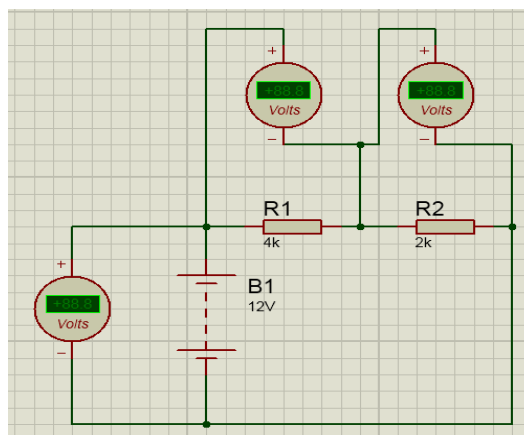 +
+
+88.8
+88.8
Volts
Volts
−
−
R1
R2
4k
2k
+
B1
+88.8
12V
Volts
−